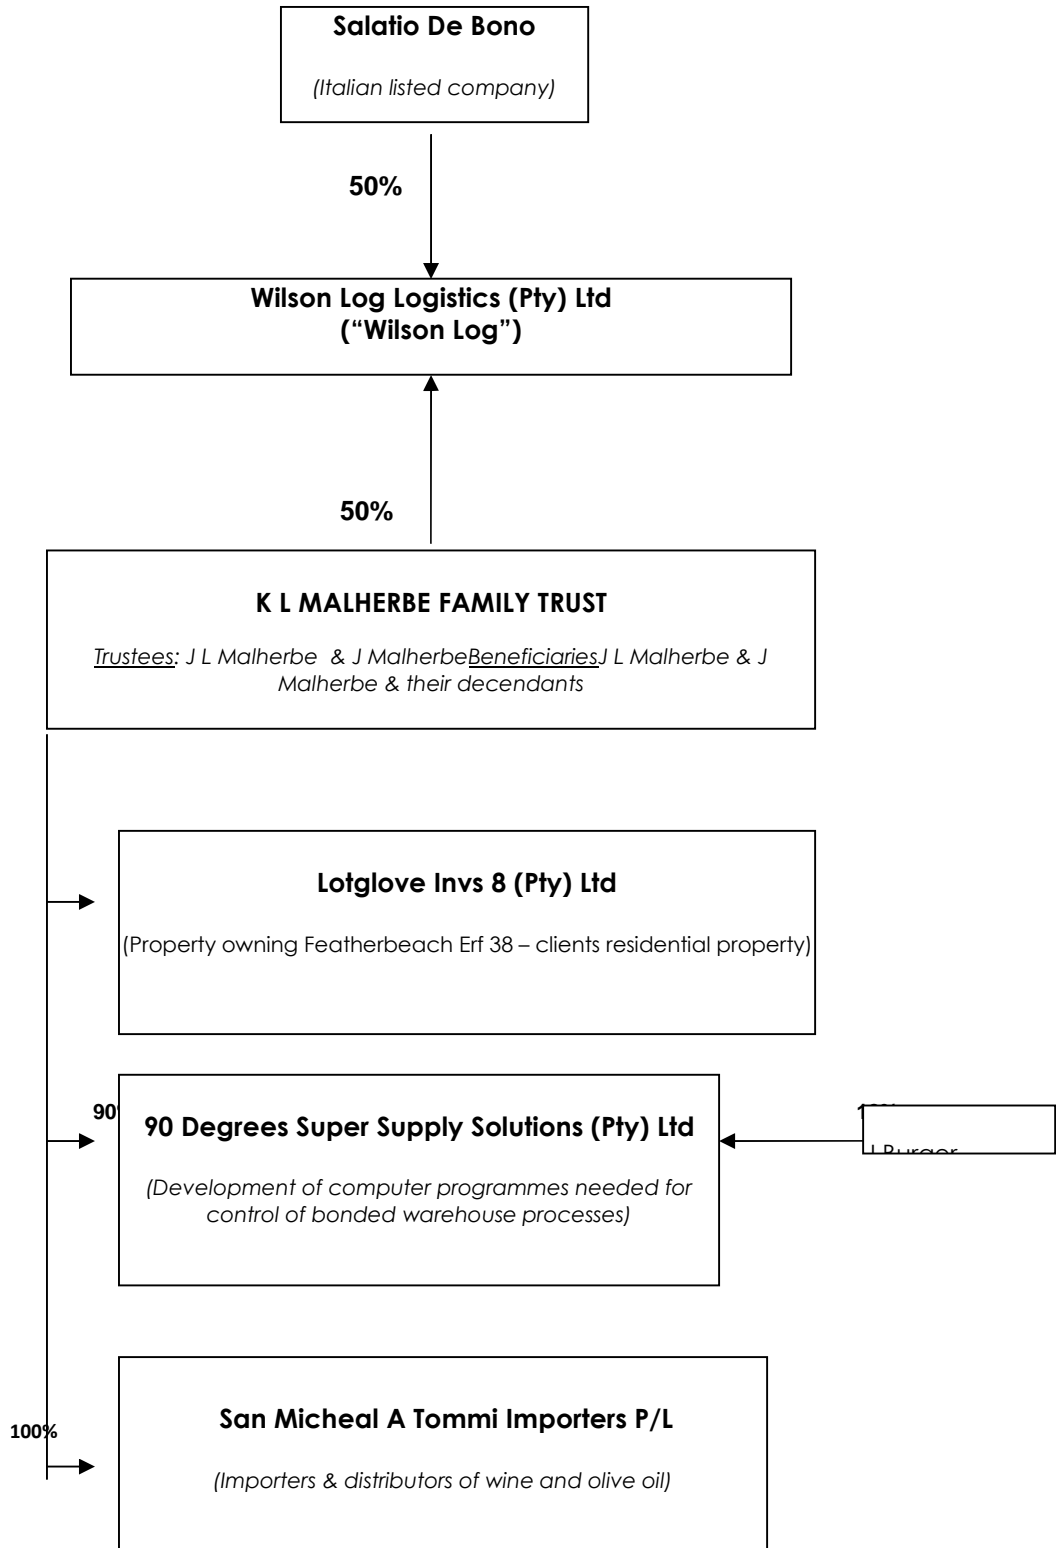 Salatio De Bono
(Italian listed company)
50%
Wilson Log Logistics (Pty) Ltd
(“Wilson Log”)
50%
K L MALHERBE FAMILY TRUST
Trustees: J L Malherbe & J MalherbeBeneficiariesJ L Malherbe & J
Malherbe & their decendants
Lotglove Invs 8 (Pty) Ltd
(Property owning Featherbeach Erf 38 – clients residential property)
90
90 Degrees Super Supply Solutions (Pty) Ltd
(Development of computer programmes needed for
control of bonded warehouse processes)
J Burger
100%
San Micheal A Tommi Importers P/L
(Importers & distributors of wine and olive oil)